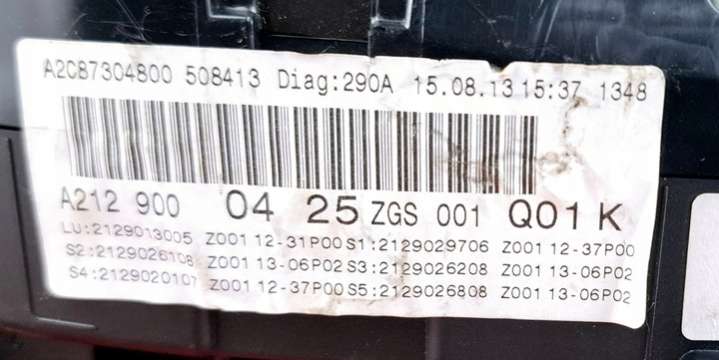 A2C87304800 508413 Diag:290A 15.08.13 15:37 1348
A212 900 04 25 ZGS 001 Q01 K
LU:2129013005 Z001 12-31P00 S1:2129029706 Z001 12-37P00
S2:2129026108 Z001 13-06P02 S3:2129026208 Z001 13-06P02
S4:2129020107 Z001 12-37P00 S5:2129026808 Z001 13-06P02